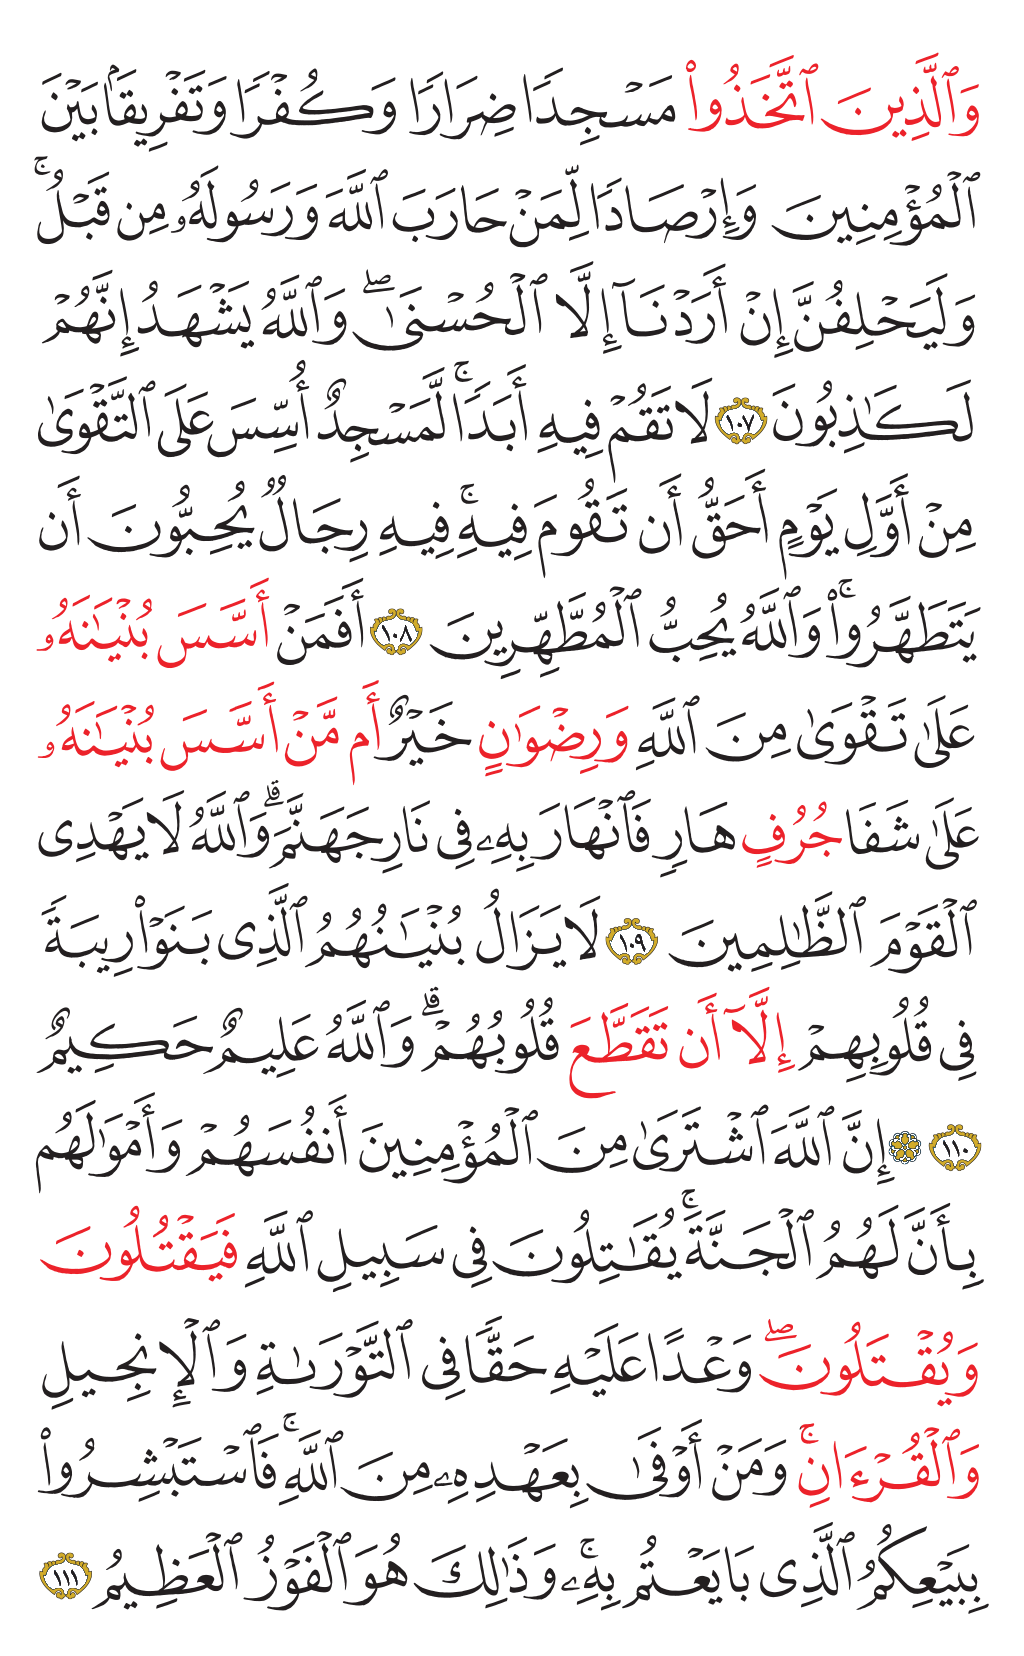 وَٱلَّذِينَ ٱتَّخَذُوا۟ مَسْجِدًا ضِرَارًا وَكُفْرًا وَتَفْرِيقًۢا بَيْنَ
ٱلْمُؤْمِنِينَ وَإِرْصَادًا لِّمَنْ حَارَبَ ٱللَّهَ وَرَسُولَهُۥ مِن قَبْلُ ۚ
وَلَيَحْلِفُنَّ إِنْ أَرَدْنَآ إِلَّا ٱلْحُسْنَىٰ ۖ وَٱللَّهُ يَشْهَدُ إِنَّهُمْ
لَكَـٰذِبُونَ ١٠٧ لَا تَقُمْ فِيهِ أَبَدًا ۚ لَّمَسْجِدٌ أُسِّسَ عَلَى ٱلتَّقْوَىٰ
مِنْ أَوَّلِ يَوْمٍ أَحَقُّ أَن تَقُومَ فِيهِ ۚ فِيهِ رِجَالٌ يُحِبُّونَ أَن
يَتَطَهَّرُوا۟ ۚ وَٱللَّهُ يُحِبُّ ٱلْمُطَّهِّرِينَ ١٠٨ أَفَمَنْ أَسَّسَ بُنْيَـٰنَهُۥ
عَلَىٰ تَقْوَىٰ مِنَ ٱللَّهِ وَرِضْوَٰنٍ خَيْرٌ أَم مَّنْ أَسَّسَ بُنْيَـٰنَهُۥ
عَلَىٰ شَفَا جُرُفٍ هَارٍ فَٱنْهَارَ بِهِۦ فِى نَارِ جَهَنَّمَ ۗ وَٱللَّهُ لَا يَهْدِى
ٱلْقَوْمَ ٱلظَّـٰلِمِينَ ١٠٩ لَا يَزَالُ بُنْيَـٰنُهُمُ ٱلَّذِى بَنَوْا۟ رِيبَةً
فِى قُلُوبِهِمْ إِلَّآ أَن تَقَطَّعَ قُلُوبُهُمْ ۗ وَٱللَّهُ عَلِيمٌ حَكِيمٌ
١١٠ ۞ إِنَّ ٱللَّهَ ٱشْتَرَىٰ مِنَ ٱلْمُؤْمِنِينَ أَنفُسَهُمْ وَأَمْوَٰلَهُم
بِأَنَّ لَهُمُ ٱلْجَنَّةَ ۚ يُقَـٰتِلُونَ فِى سَبِيلِ ٱللَّهِ فَيَقْتُلُونَ
وَيُقْتَلُونَ ۖ وَعْدًا عَلَيْهِ حَقًّا فِى ٱلتَّوْرَىٰةِ وَٱلْإِنجِيلِ
وَٱلْقُرْءَانِ ۚ وَمَنْ أَوْفَىٰ بِعَهْدِهِۦ مِنَ ٱللَّهِ ۚ فَٱسْتَبْشِرُوا۟
بِبَيْعِكُمُ ٱلَّذِى بَايَعْتُم بِهِۦ ۚ وَذَٰلِكَ هُوَ ٱلْفَوْزُ ٱلْعَظِيمُ ١١١